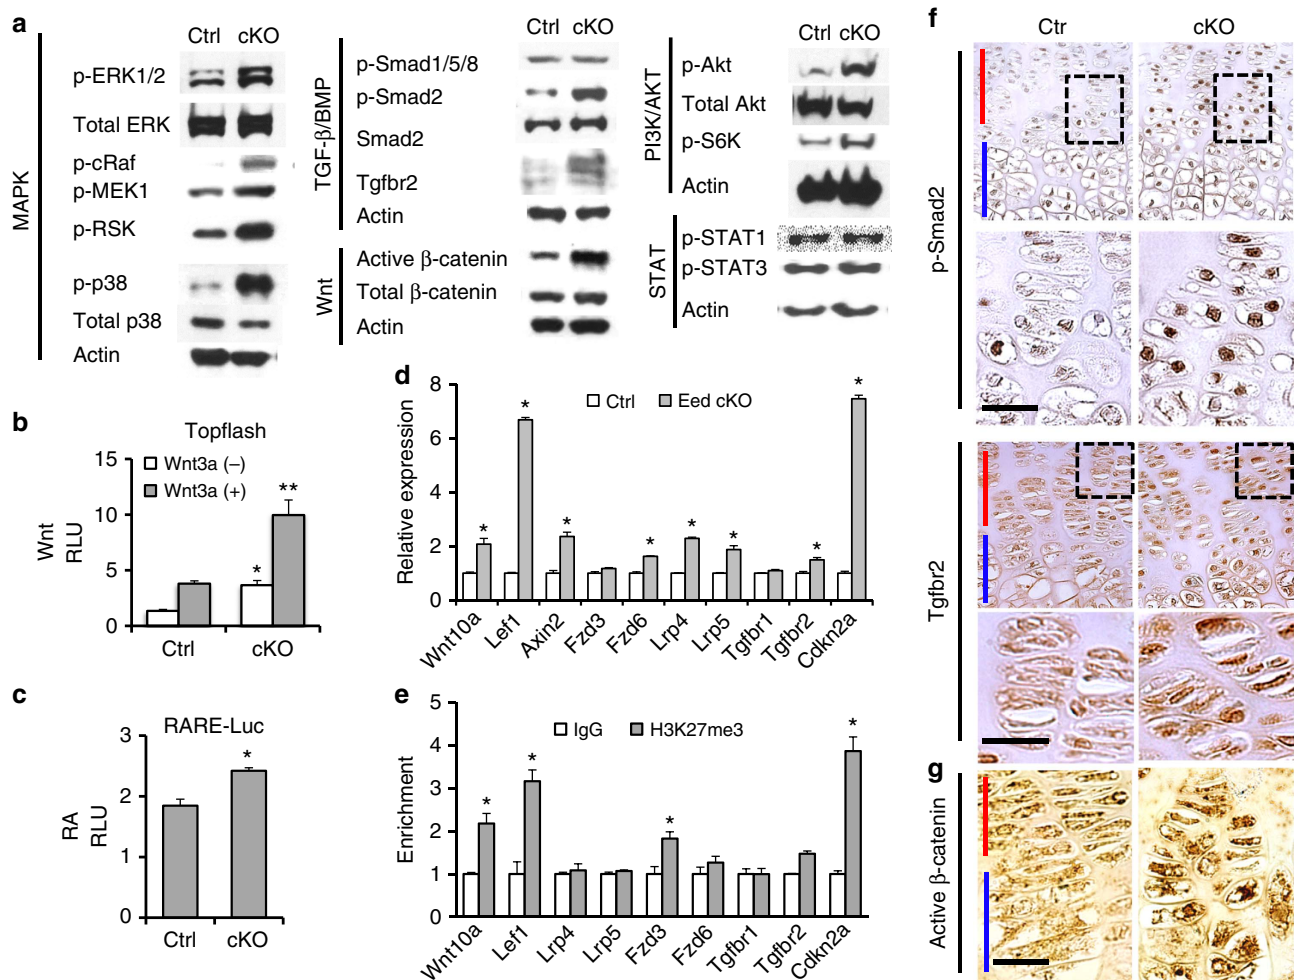 a
Ctrl cKO
MAPK
p-ERK1/2
Total ERK
p-cRaf
p-MEK1
p-RSK
p-p38
Total p38
Actin
Ctrl cKO
TGF-β/BMP
p-Smad1/5/8
p-Smad2
Smad2
Tgfbr2
Actin
Wnt
Active β-catenin
Total β-catenin
Actin
Ctrl cKO
PI3K/AKT
p-Akt
Total Akt
p-S6K
Actin
STAT
p-STAT1
p-STAT3
Actin
b
Topflash
Wnt3a (–)
Wnt3a (+)
Wnt
RLU
15
10
5
0
*
**
Ctrl cKO
c
RARE-Luc
RA
RLU
3
2
1
0
*
Ctrl cKO
d
Ctrl Eed cKO
Relative expression
8
6
4
2
0
* * * * * * * *
Wnt10a Lef1 Axin2 Fzd3 Fzd6 Lrp4 Lrp5 Tgfbr1 Tgfbr2 Cdkn2a
e
IgG H3K27me3
Enrichment
5
4
3
2
1
0
* * * *
Wnt10a Lef1 Lrp4 Lrp5 Fzd3 Fzd6 Tgfbr1 Tgfbr2 Cdkn2a
f
Ctr cKO
p-Smad2
Tgfbr2
g
Active β-catenin